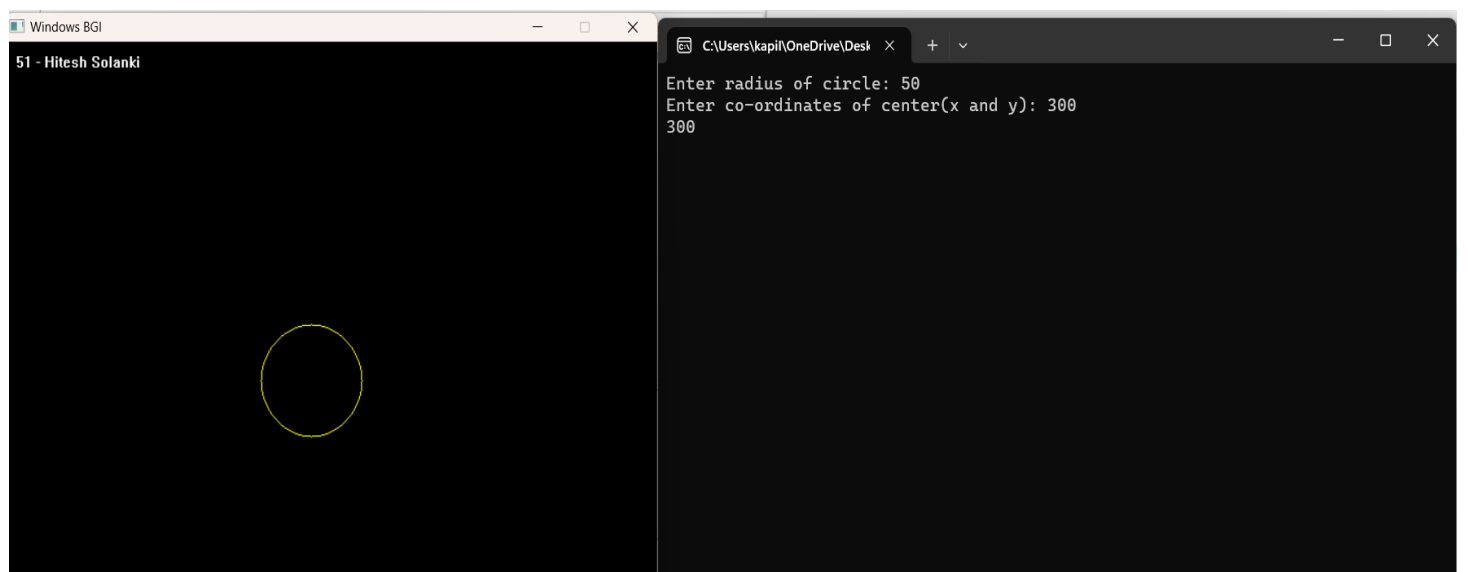 Windows BGI
51 - Hitesh Solanki
C:\Users\kapil\OneDrive\Desk
Enter radius of circle: 50
Enter co-ordinates of center(x and y): 300
300